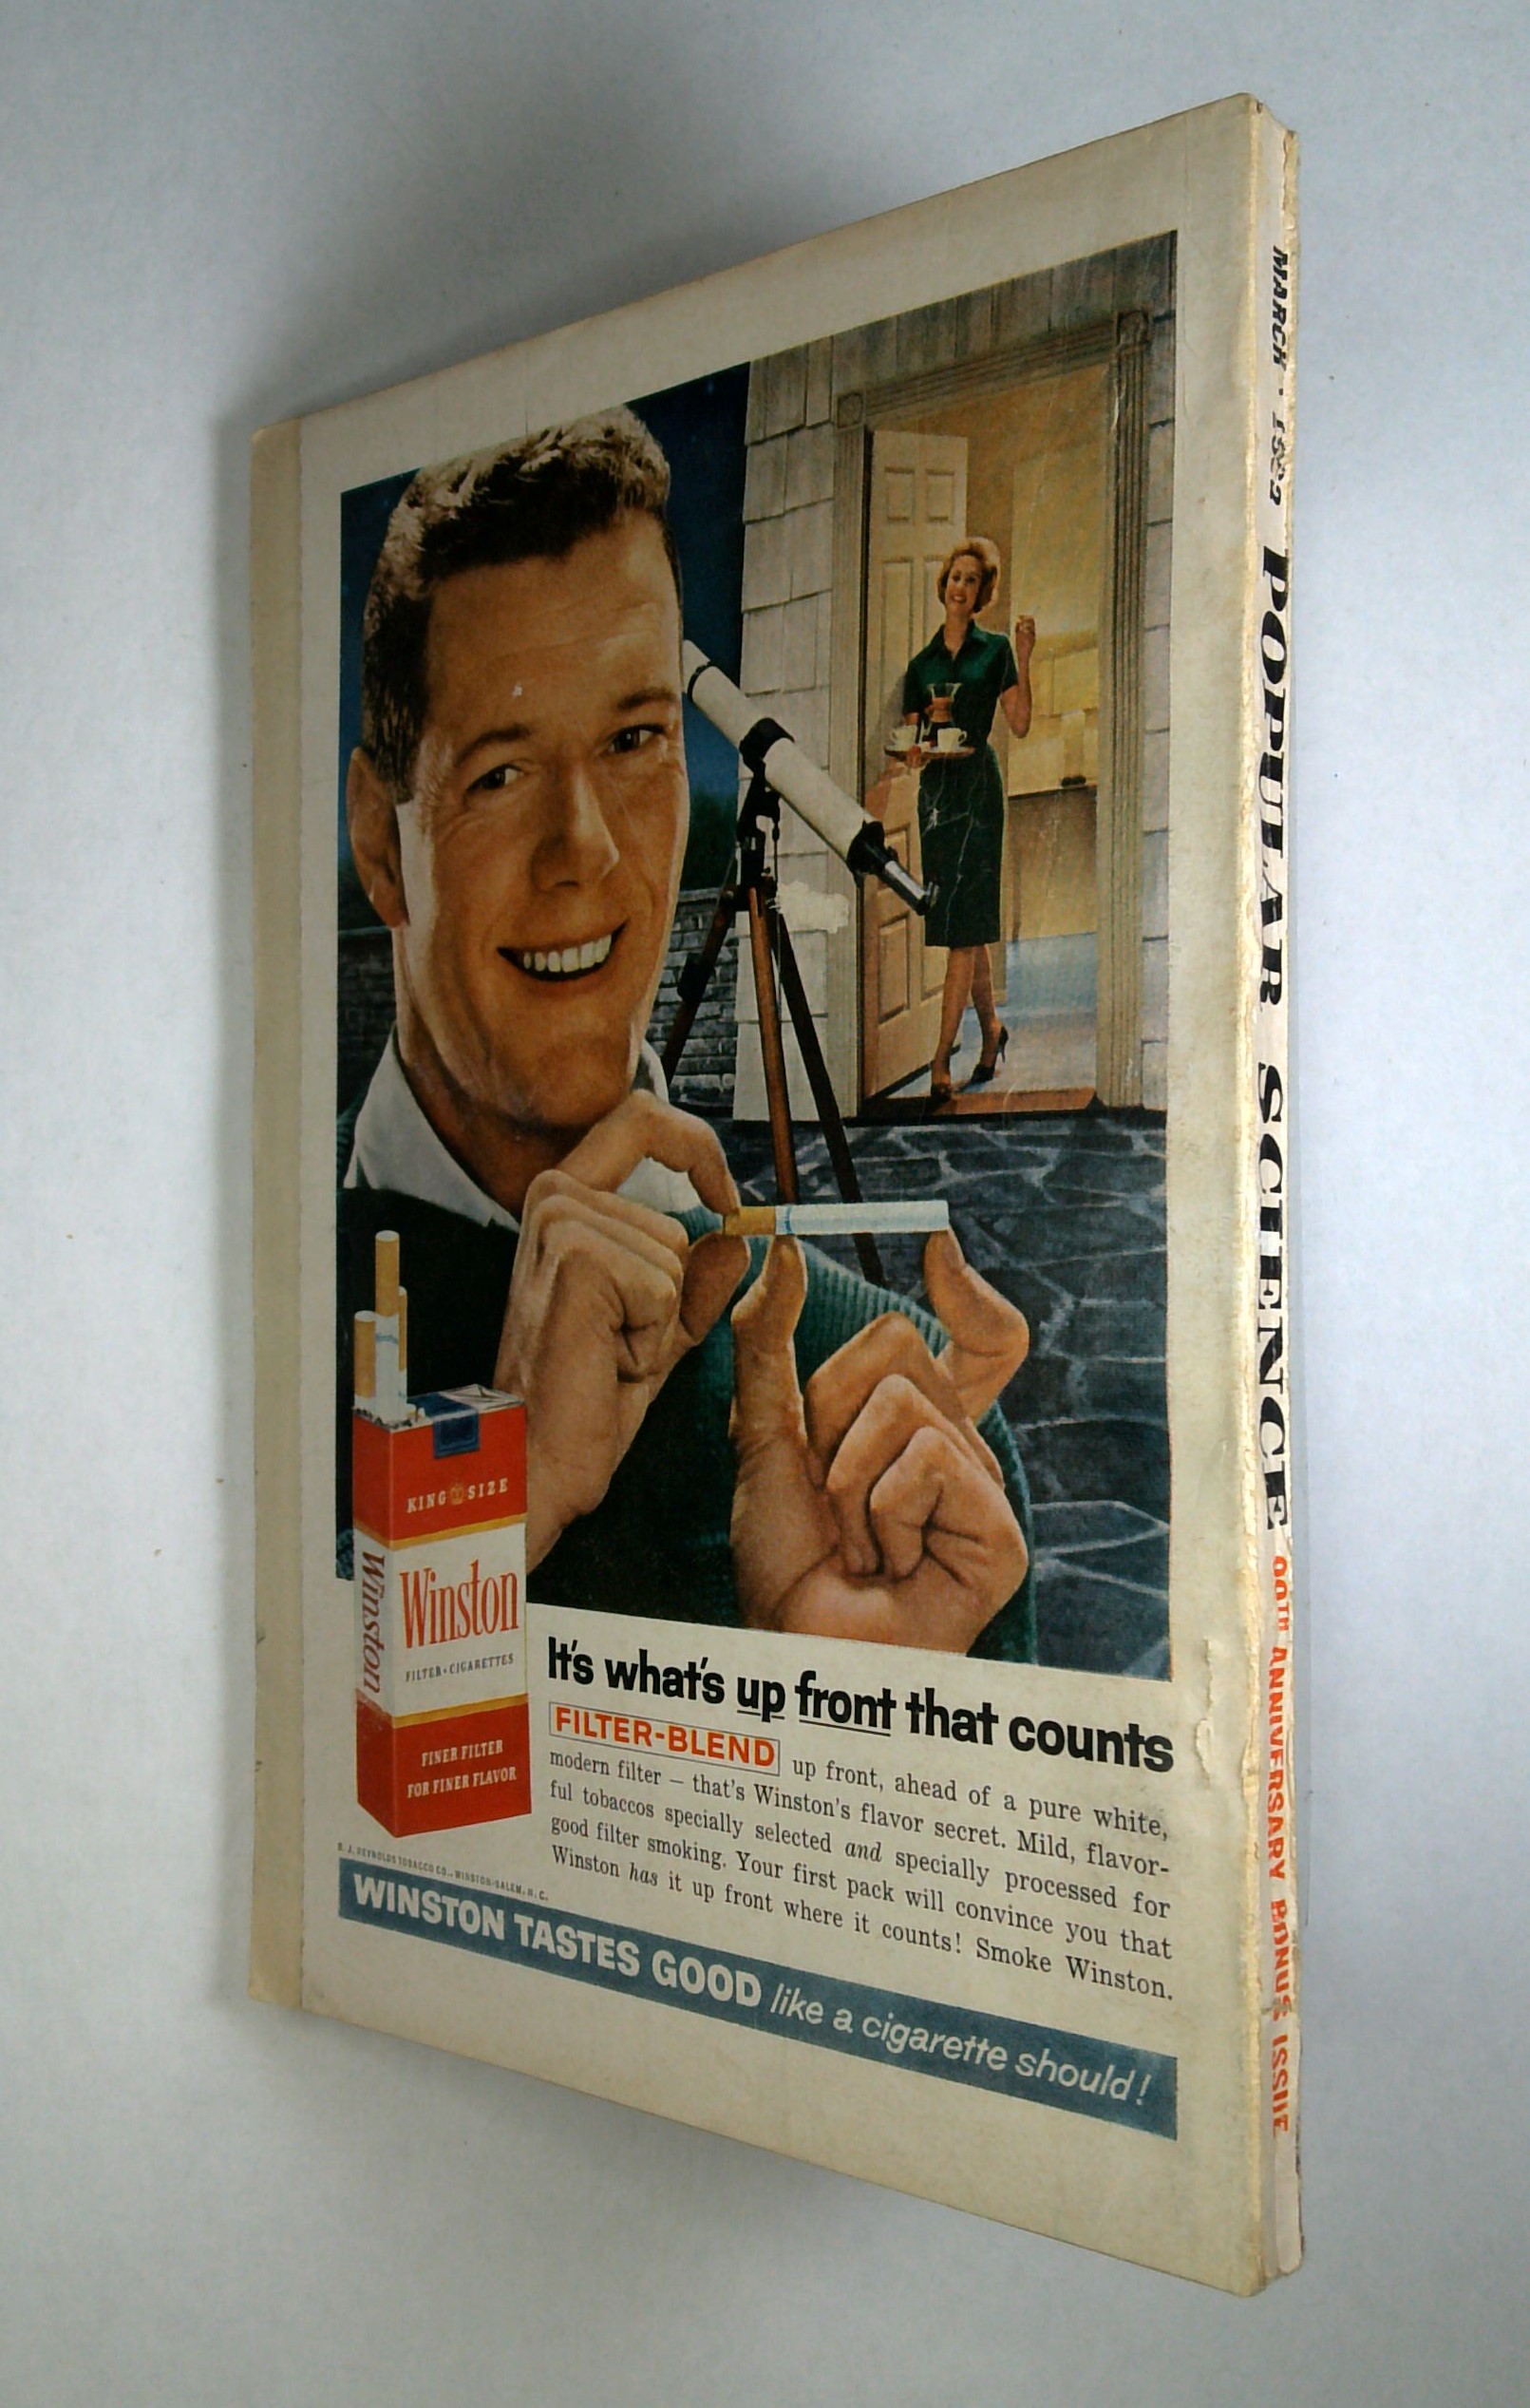 MARCH ·
POPULAR SCIENCE
ANNIVERSARY BONUS ISSUE
KING SIZE
Winston
Winston
FILTER·CIGARETTES
FINER FILTER
FOR FINER FLAVOR
It's what's up front that counts
FILTER-BLEND up front, ahead of a pure white,
modern filter – that's Winston's flavor secret. Mild, flavor-
ful tobaccos specially selected and specially processed for
good filter smoking. Your first pack will convince you that
Winston has it up front where it counts! Smoke Winston.
R. J. REYNOLDS TOBACCO CO., WINSTON-SALEM, N. C.
WINSTON TASTES GOOD like a cigarette should!